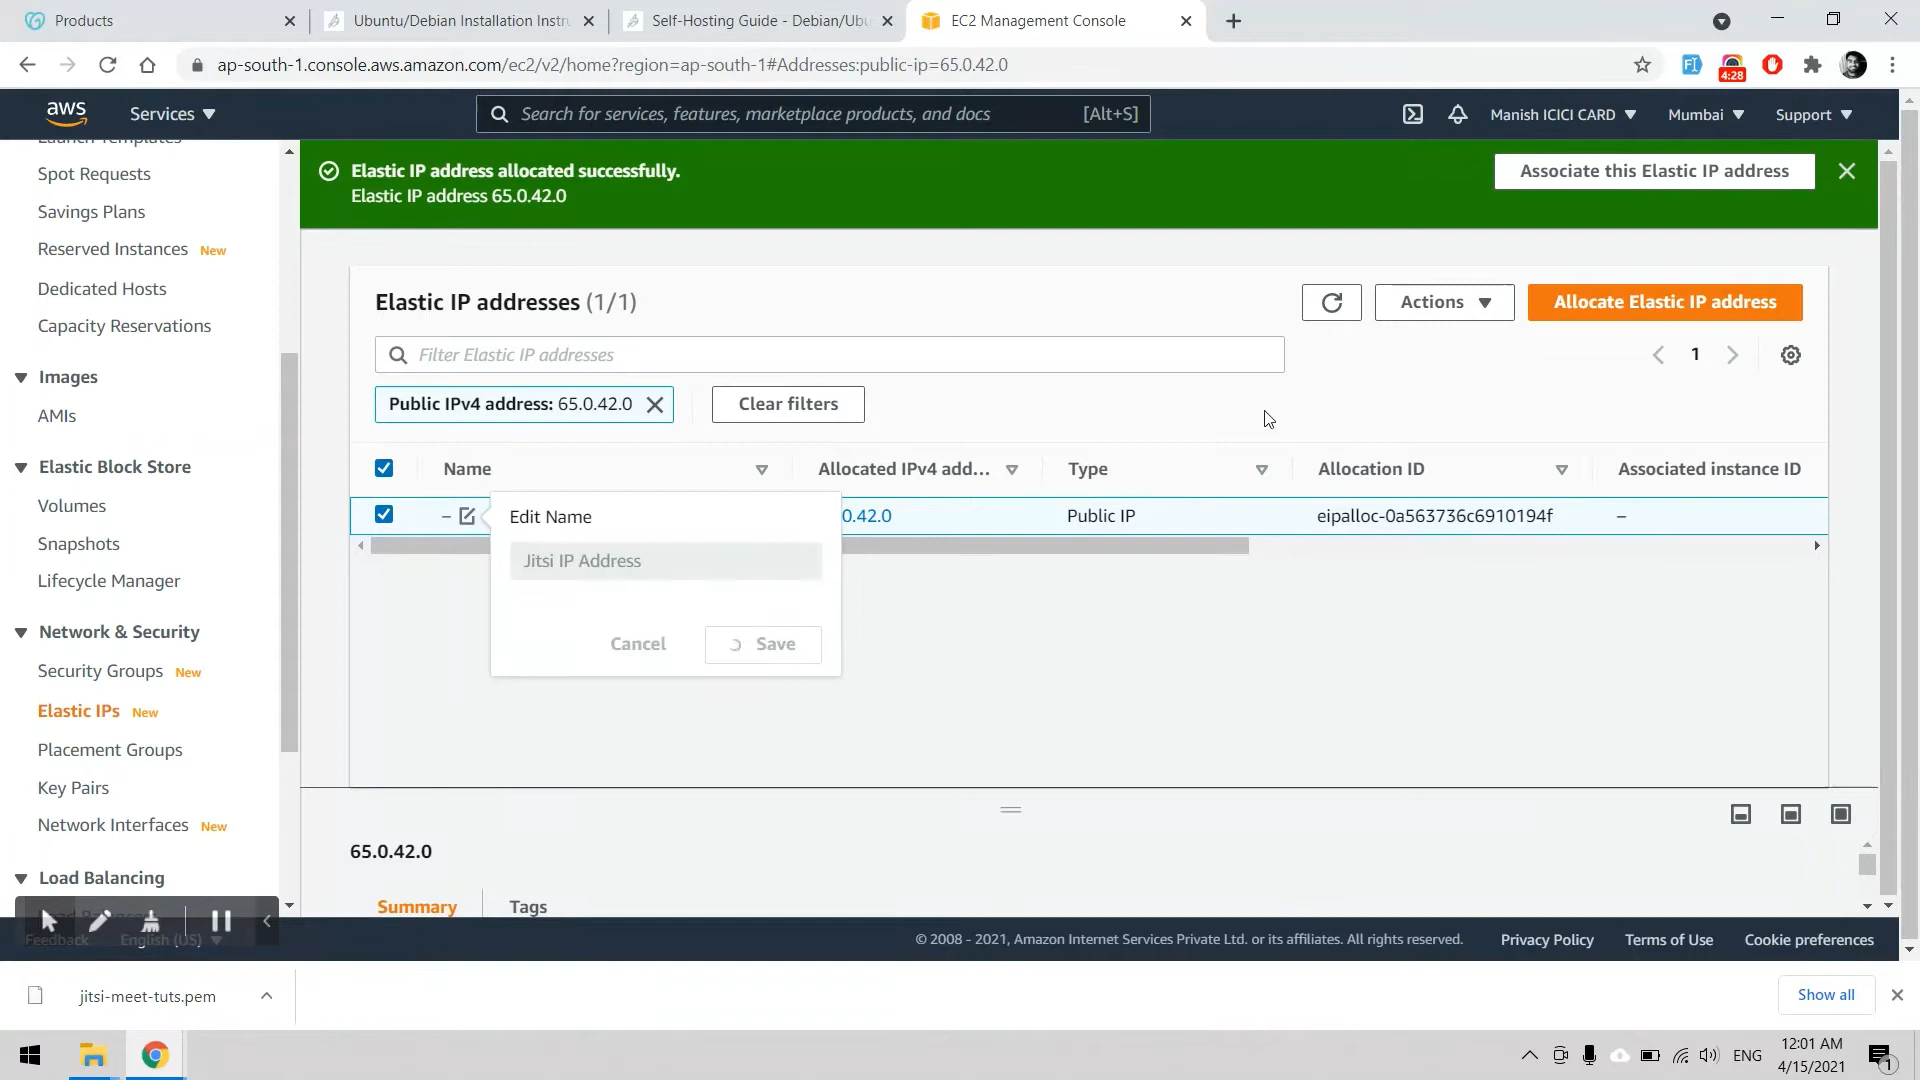 Products
Ubuntu/Debian Installation Instru
Self-Hosting Guide - Debian/Ubu
EC2 Management Console
ap-south-1.console.aws.amazon.com/ec2/v2/home?region=ap-south-1#Addresses:public-ip=65.0.42.0
4:28
aws
Services
Search for services, features, marketplace products, and docs
[Alt+S]
Manish ICICI CARD
Mumbai
Support
Launch Templates
Spot Requests
Savings Plans
Reserved Instances New
Dedicated Hosts
Capacity Reservations
Images
AMIs
Elastic Block Store
Volumes
Snapshots
Lifecycle Manager
Network & Security
Security Groups New
Elastic IPs New
Placement Groups
Key Pairs
Network Interfaces New
Load Balancing
Elastic IP address allocated successfully.
Elastic IP address 65.0.42.0
Associate this Elastic IP address
Elastic IP addresses (1/1)
Actions
Allocate Elastic IP address
Filter Elastic IP addresses
1
Public IPv4 address: 65.0.42.0
Clear filters
Name
Allocated IPv4 add...
Type
Allocation ID
Associated instance ID
–
0.42.0
Public IP
eipalloc-0a563736c6910194f
–
Edit Name
Jitsi IP Address
Cancel
Save
65.0.42.0
Summary
Tags
Feedback
English (US)
© 2008 - 2021, Amazon Internet Services Private Ltd. or its affiliates. All rights reserved.
Privacy Policy
Terms of Use
Cookie preferences
jitsi-meet-tuts.pem
Show all
ENG
12:01 AM
4/15/2021
1